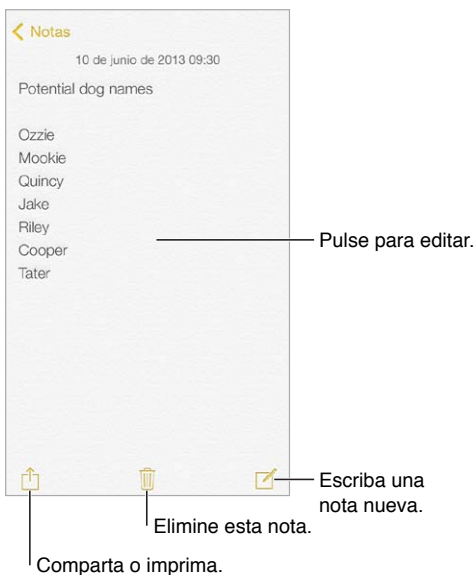 Notas
10 de junio de 2013 09:30
Potential dog names
Ozzie
Mookie
Quincy
Jake
Riley
Cooper
Tater
Pulse para editar.
Escriba una
nota nueva.
Elimine esta nota.
Comparta o imprima.